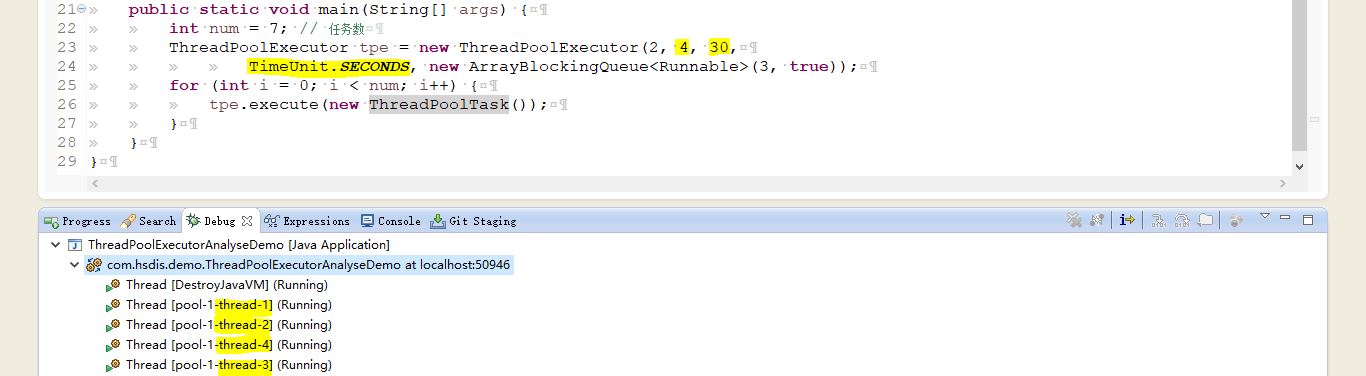 21 public static void main(String[] args) {
22 int num = 7; // 任务数
23 ThreadPoolExecutor tpe = new ThreadPoolExecutor(2, 4, 30,
24 TimeUnit.SECONDS, new ArrayBlockingQueue<Runnable>(3, true));
25 for (int i = 0; i < num; i++) {
26 tpe.execute(new ThreadPoolTask());
27 }
28 }
29 }
Progress Search Debug Expressions Console Git Staging
ThreadPoolExecutorAnalyseDemo [Java Application]
com.hsdis.demo.ThreadPoolExecutorAnalyseDemo at localhost:50946
Thread [DestroyJavaVM] (Running)
Thread [pool-1-thread-1] (Running)
Thread [pool-1-thread-2] (Running)
Thread [pool-1-thread-4] (Running)
Thread [pool-1-thread-3] (Running)